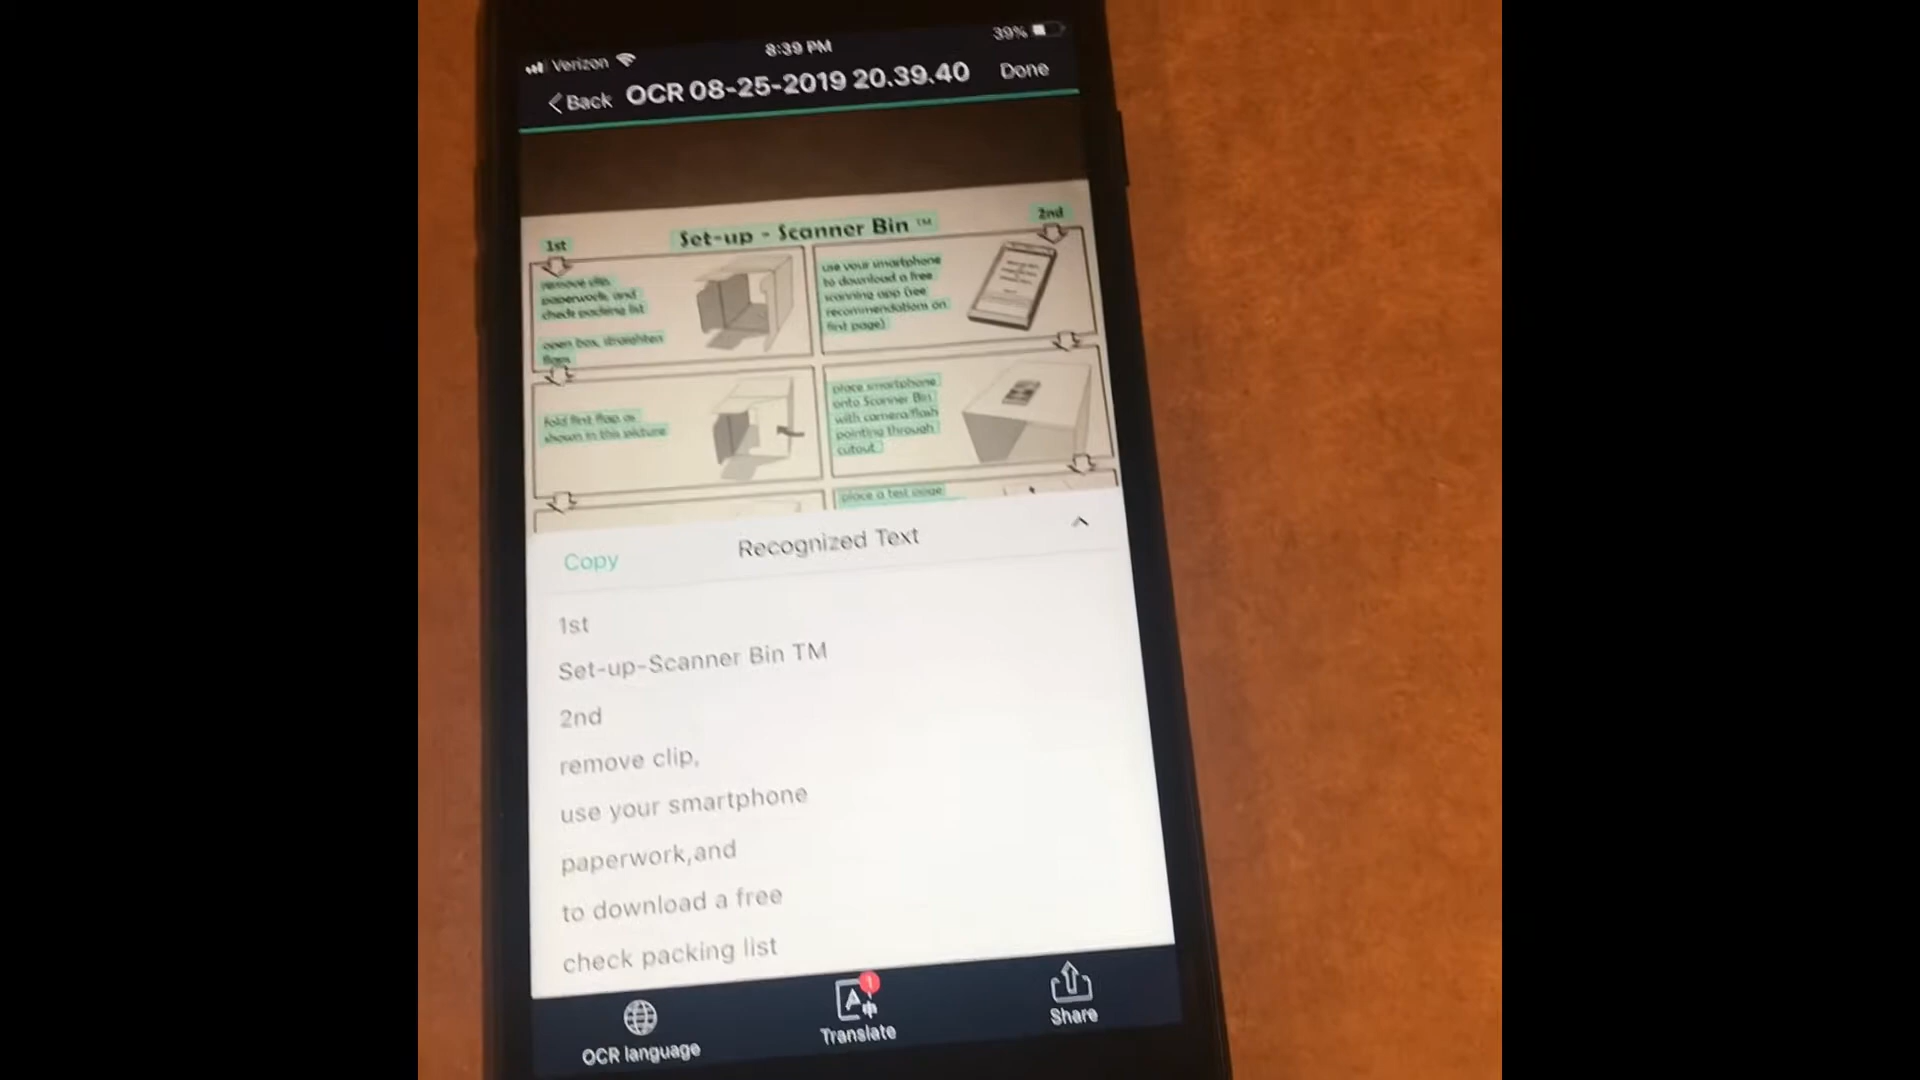 Verizon
8:39 PM
39%
Back
OCR 08-25-2019 20.39.40
Done
1st
Set-up - Scanner Bin ™
2nd
remove clip,
paperwork, and
check packing list
open box, straighten
flaps
use your smartphone
to download a free
scanning app (see
recommendations on
first page)
fold first flap as
shown in this picture
place smartphone
onto Scanner Bin
with camera/flash
pointing through
cutout
place a test page
Copy
Recognized Text
1st
Set-up-Scanner Bin TM
2nd
remove clip,
use your smartphone
paperwork,and
to download a free
check packing list
OCR language
A中
1
Translate
Share